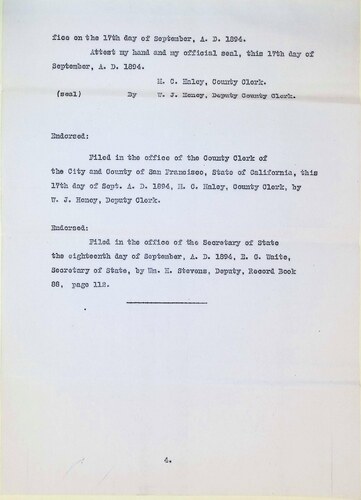 fice on the 17th day of September, A. D. 1894.
Attest my hand and my official seal, this 17th day of
September, A. D. 1894.
M. C. Haley, County Clerk.
(seal) By W. J. Heney, Deputy County Clerk.
Endorsed:
Filed in the office of the County Clerk of
the City and County of San Francisco, State of California, this
17th day of Sept. A. D. 1894, M. C. Haley, County Clerk, by
W. J. Heney, Deputy Clerk.
Endorsed:
Filed in the office of the Secretary of State
the eighteenth day of September, A. D. 1894, E. G. Waite,
Secretary of State, by Wm. H. Stevens, Deputy, Record Book
88, page 112.
4.